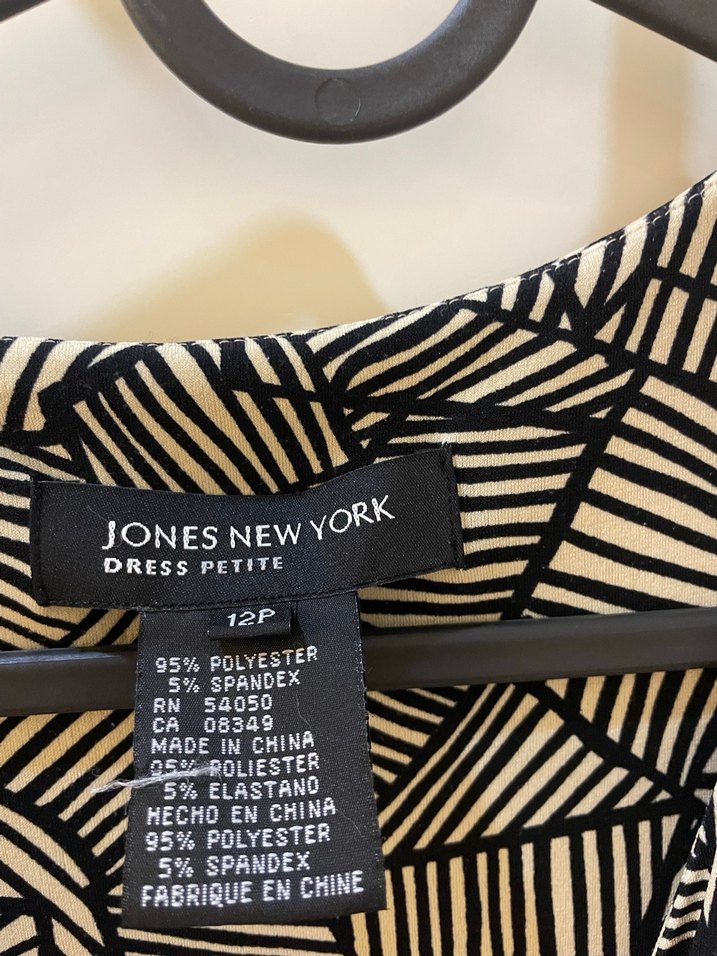 JONES NEW YORK
DRESS PETITE
12P
95% POLYESTER
5% SPANDEX
RN 54050
CA 08349
MADE IN CHINA
95% POLIESTER
5% ELASTANO
HECHO EN CHINA
95% POLYESTER
5% SPANDEX
FABRIQUE EN CHINE